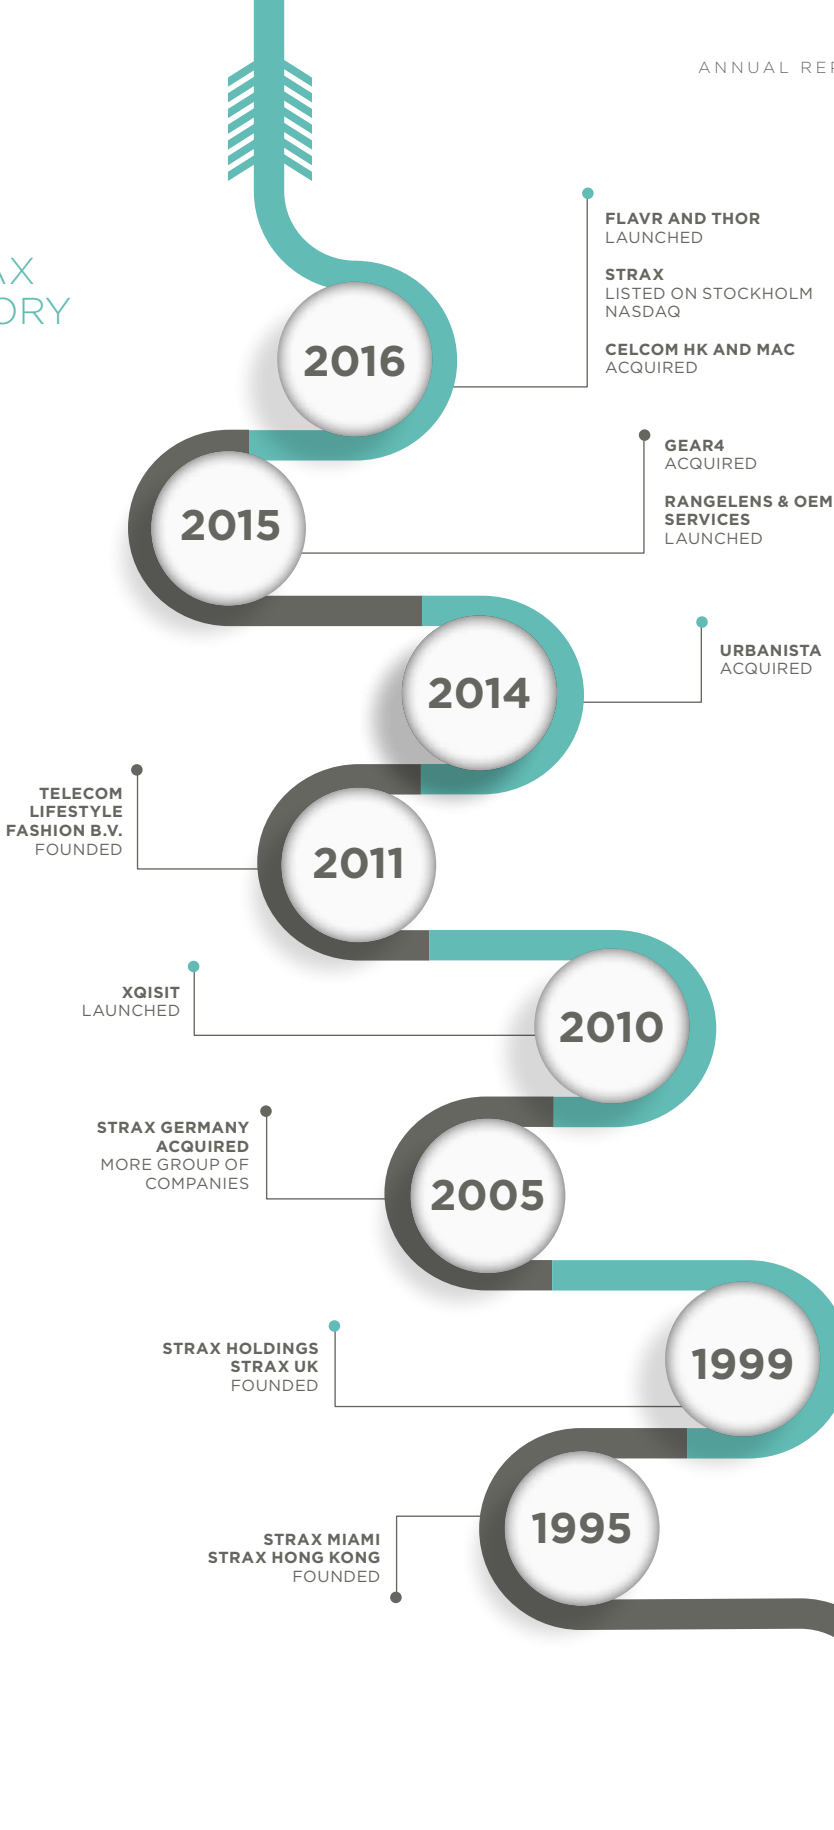 ANNUAL REP
AX
ORY
FLAVR AND THOR
LAUNCHED
STRAX
LISTED ON STOCKHOLM
NASDAQ
CELCOM HK AND MAC
ACQUIRED
2016
GEAR4
ACQUIRED
RANGELENS & OEM
SERVICES
LAUNCHED
2015
URBANISTA
ACQUIRED
2014
TELECOM
LIFESTYLE
FASHION B.V.
FOUNDED
2011
XQISIT
LAUNCHED
2010
STRAX GERMANY
ACQUIRED
MORE GROUP OF
COMPANIES
2005
STRAX HOLDINGS
STRAX UK
FOUNDED
1999
STRAX MIAMI
STRAX HONG KONG
FOUNDED
1995